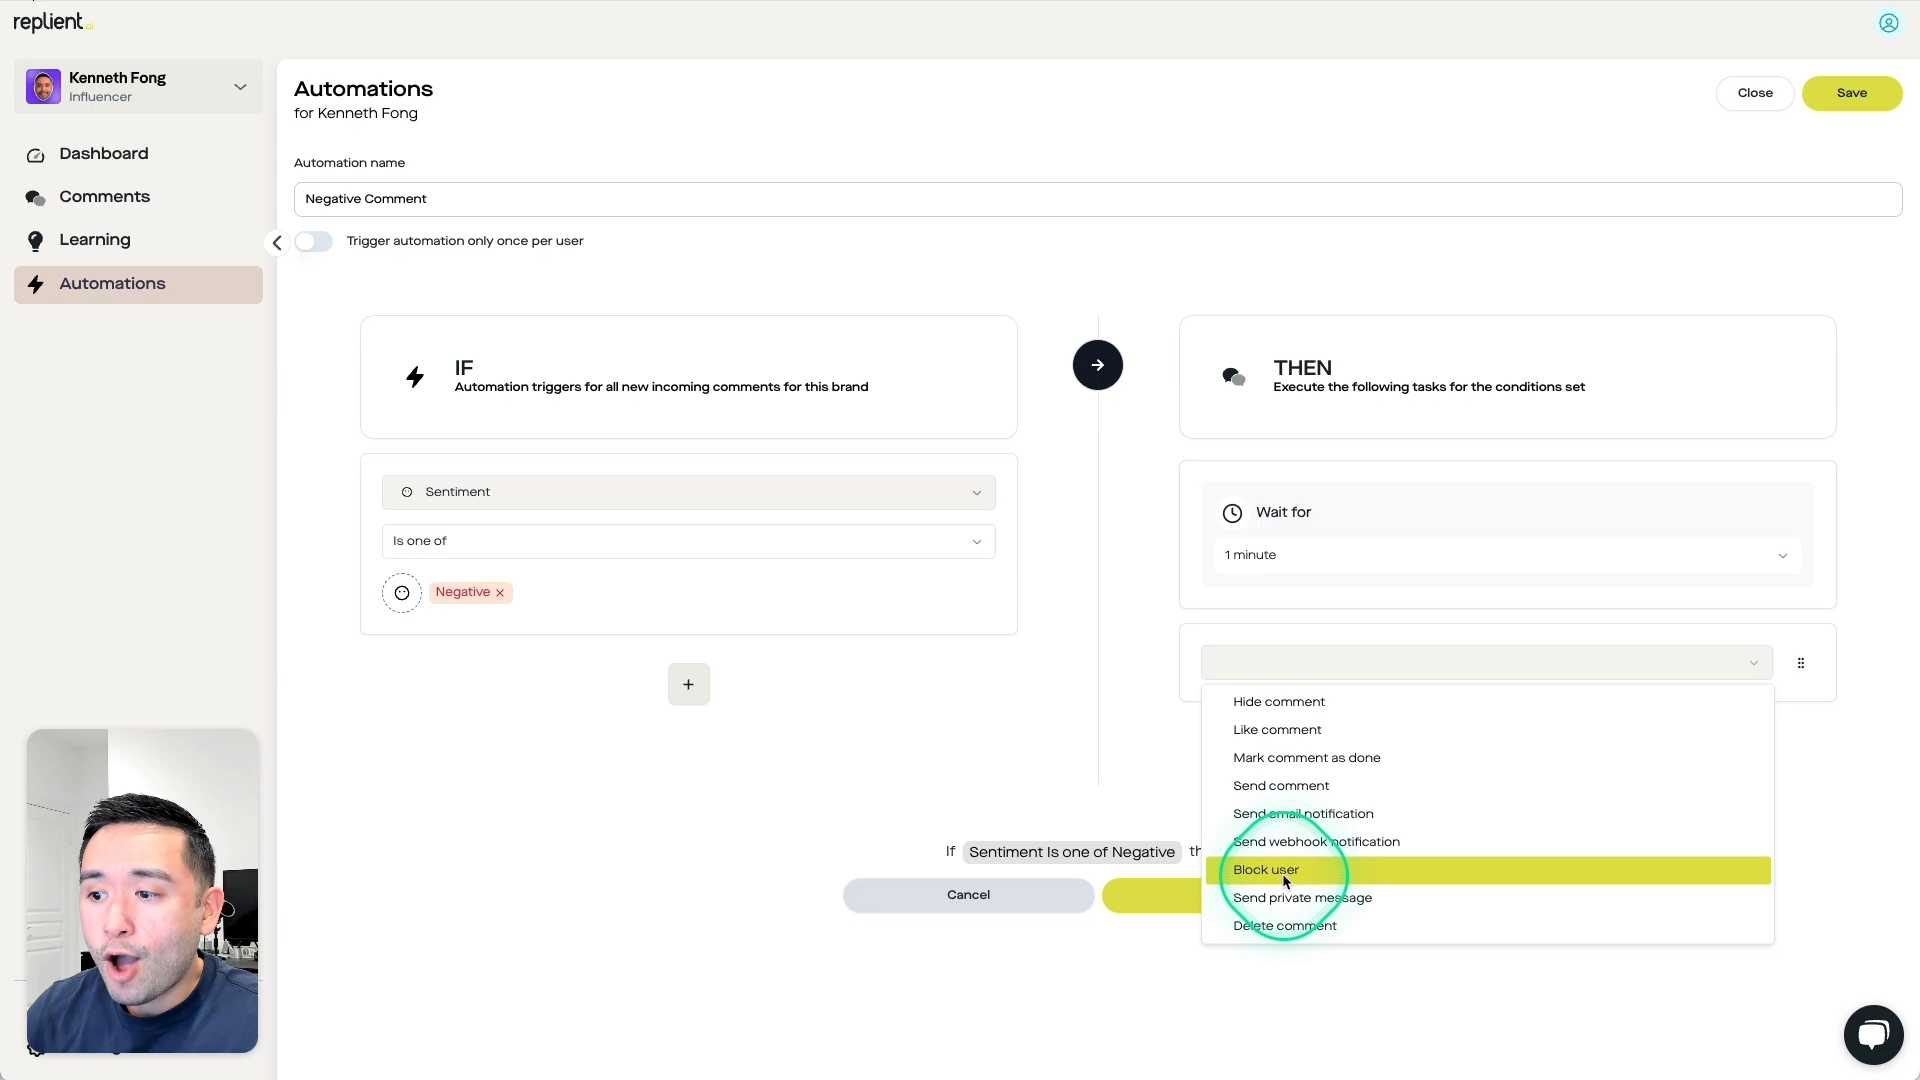 replient.ai
Kenneth Fong
Influencer
Dashboard
Comments
Learning
Automations
Automations
for Kenneth Fong
Close
Save
Automation name
Negative Comment
Trigger automation only once per user
IF
Automation triggers for all new incoming comments for this brand
Sentiment
Is one of
Negative ×
+
THEN
Execute the following tasks for the conditions set
Wait for
1 minute
Hide comment
Like comment
Mark comment as done
Send comment
Send email notification
Send webhook notification
Block user
Send private message
Delete comment
If Sentiment Is one of Negative th
Cancel